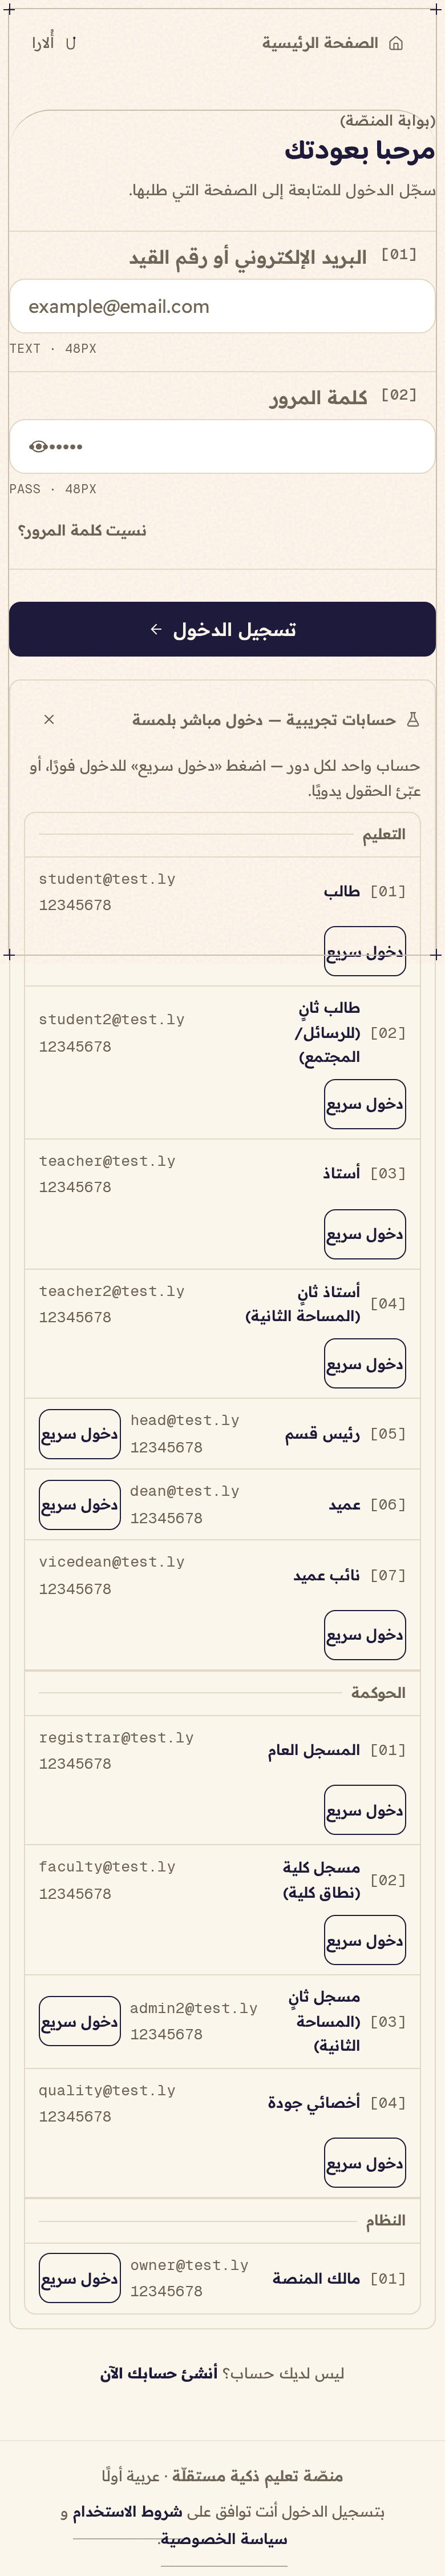 الصفحة الرئيسية
ألارا
(بوابة المنصّة)
مرحبا بعودتك
سجّل الدخول للمتابعة إلى الصفحة التي طلبها.
[01] البريد الإلكتروني أو رقم القيد
example@email.com
TEXT · 48PX
[02] كلمة المرور
PASS · 48PX
نسيت كلمة المرور؟
تسجيل الدخول ←
حسابات تجريبية — دخول مباشر بلمسة
حساب واحد لكل دور — اضغط «دخول سريع» للدخول فورًا، أو
عبّئ الحقول يدويًا.
التعليم
[01] طالب student@test.ly
12345678
دخول سريع
[02] طالب ثانٍ (للرسائل/المجتمع) student2@test.ly
12345678
دخول سريع
[03] أستاذ teacher@test.ly
12345678
دخول سريع
[04] أستاذ ثانٍ (المساحة الثانية) teacher2@test.ly
12345678
دخول سريع
[05] رئيس قسم head@test.ly
12345678
دخول سريع
[06] عميد dean@test.ly
12345678
دخول سريع
[07] نائب عميد vicedean@test.ly
12345678
دخول سريع
الحوكمة
[01] المسجل العام registrar@test.ly
12345678
دخول سريع
[02] مسجل كلية (نطاق كلية) faculty@test.ly
12345678
دخول سريع
[03] مسجل ثانٍ (المساحة الثانية) admin2@test.ly
12345678
دخول سريع
[04] أخصائي جودة quality@test.ly
12345678
دخول سريع
النظام
[01] مالك المنصة owner@test.ly
12345678
دخول سريع
ليس لديك حساب؟ أنشئ حسابك الآن
منصّة تعليم ذكية مستقلّة · عربية أولًا
بتسجيل الدخول أنت توافق على شروط الاستخدام و
سياسة الخصوصية.